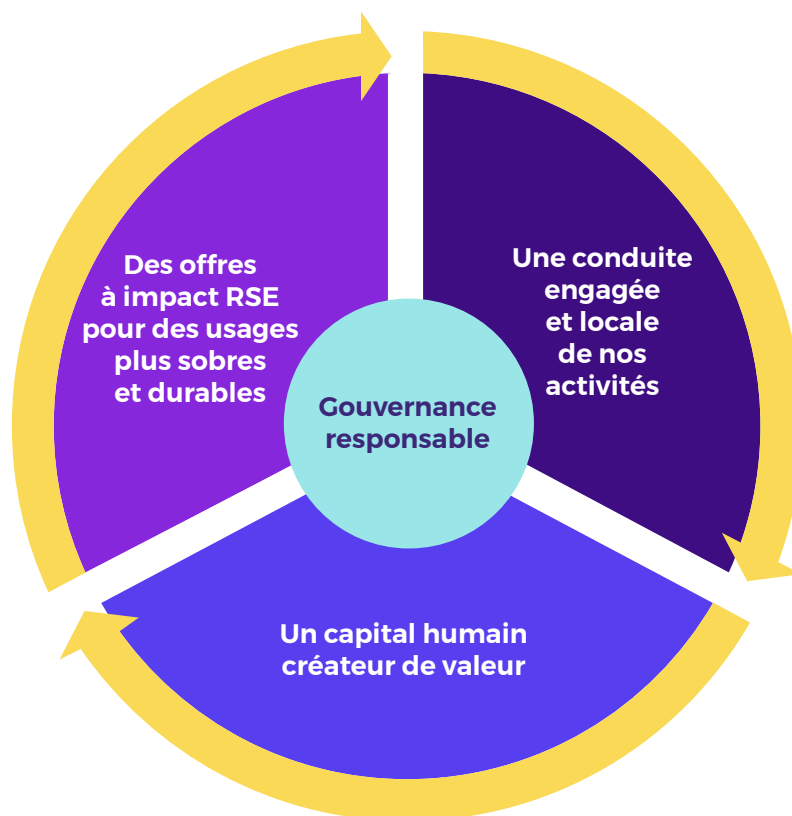 Des offres
à impact RSE
pour des usages
plus sobres
et durables
Une conduite
engagée
et locale
de nos
activités
Gouvernance
responsable
Un capital humain
créateur de valeur